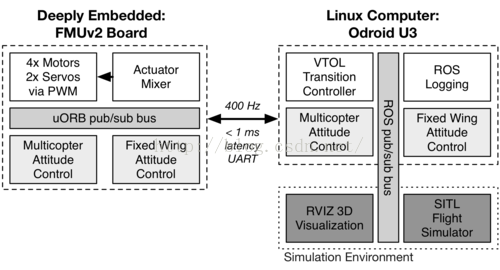 Deeply Embedded:
FMUv2 Board
4x Motors
2x Servos
via PWM
Actuator
Mixer
uORB pub/sub bus
Multicopter
Attitude
Control
Fixed Wing
Attitude
Control
400 Hz
< 1 ms
latency
UART
Linux Computer:
Odroid U3
VTOL
Transition
Controller
ROS
Logging
Multicopter
Attitude
Control
Fixed Wing
Attitude
Control
ROS pub/sub bus
RVIZ 3D
Visualization
SITL
Flight
Simulator
Simulation Environment